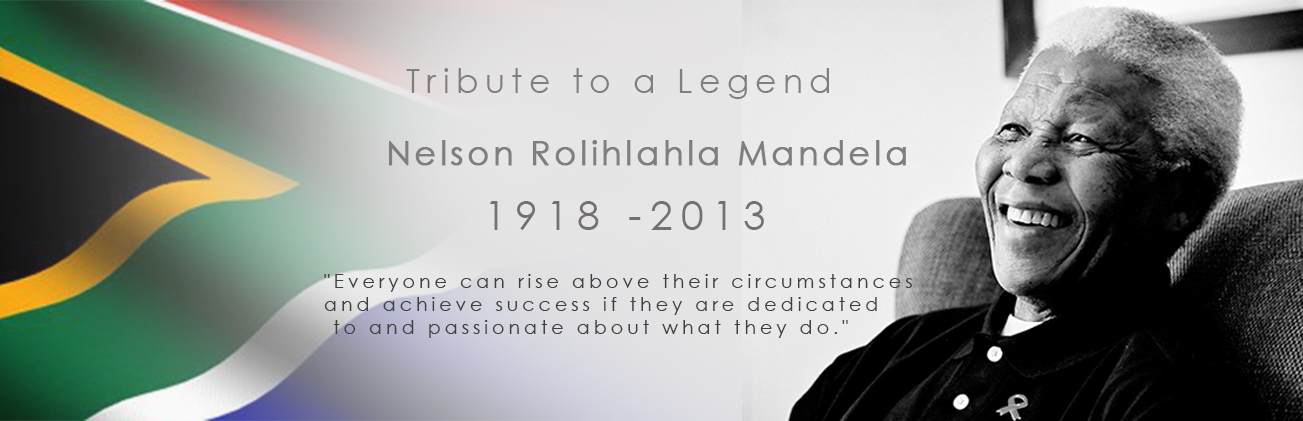 Tribute to a Legend
Nelson Rolihlahla Mandela
1918 -2013
"Everyone can rise above their circumstances
and achieve success if they are dedicated
to and passionate about what they do."